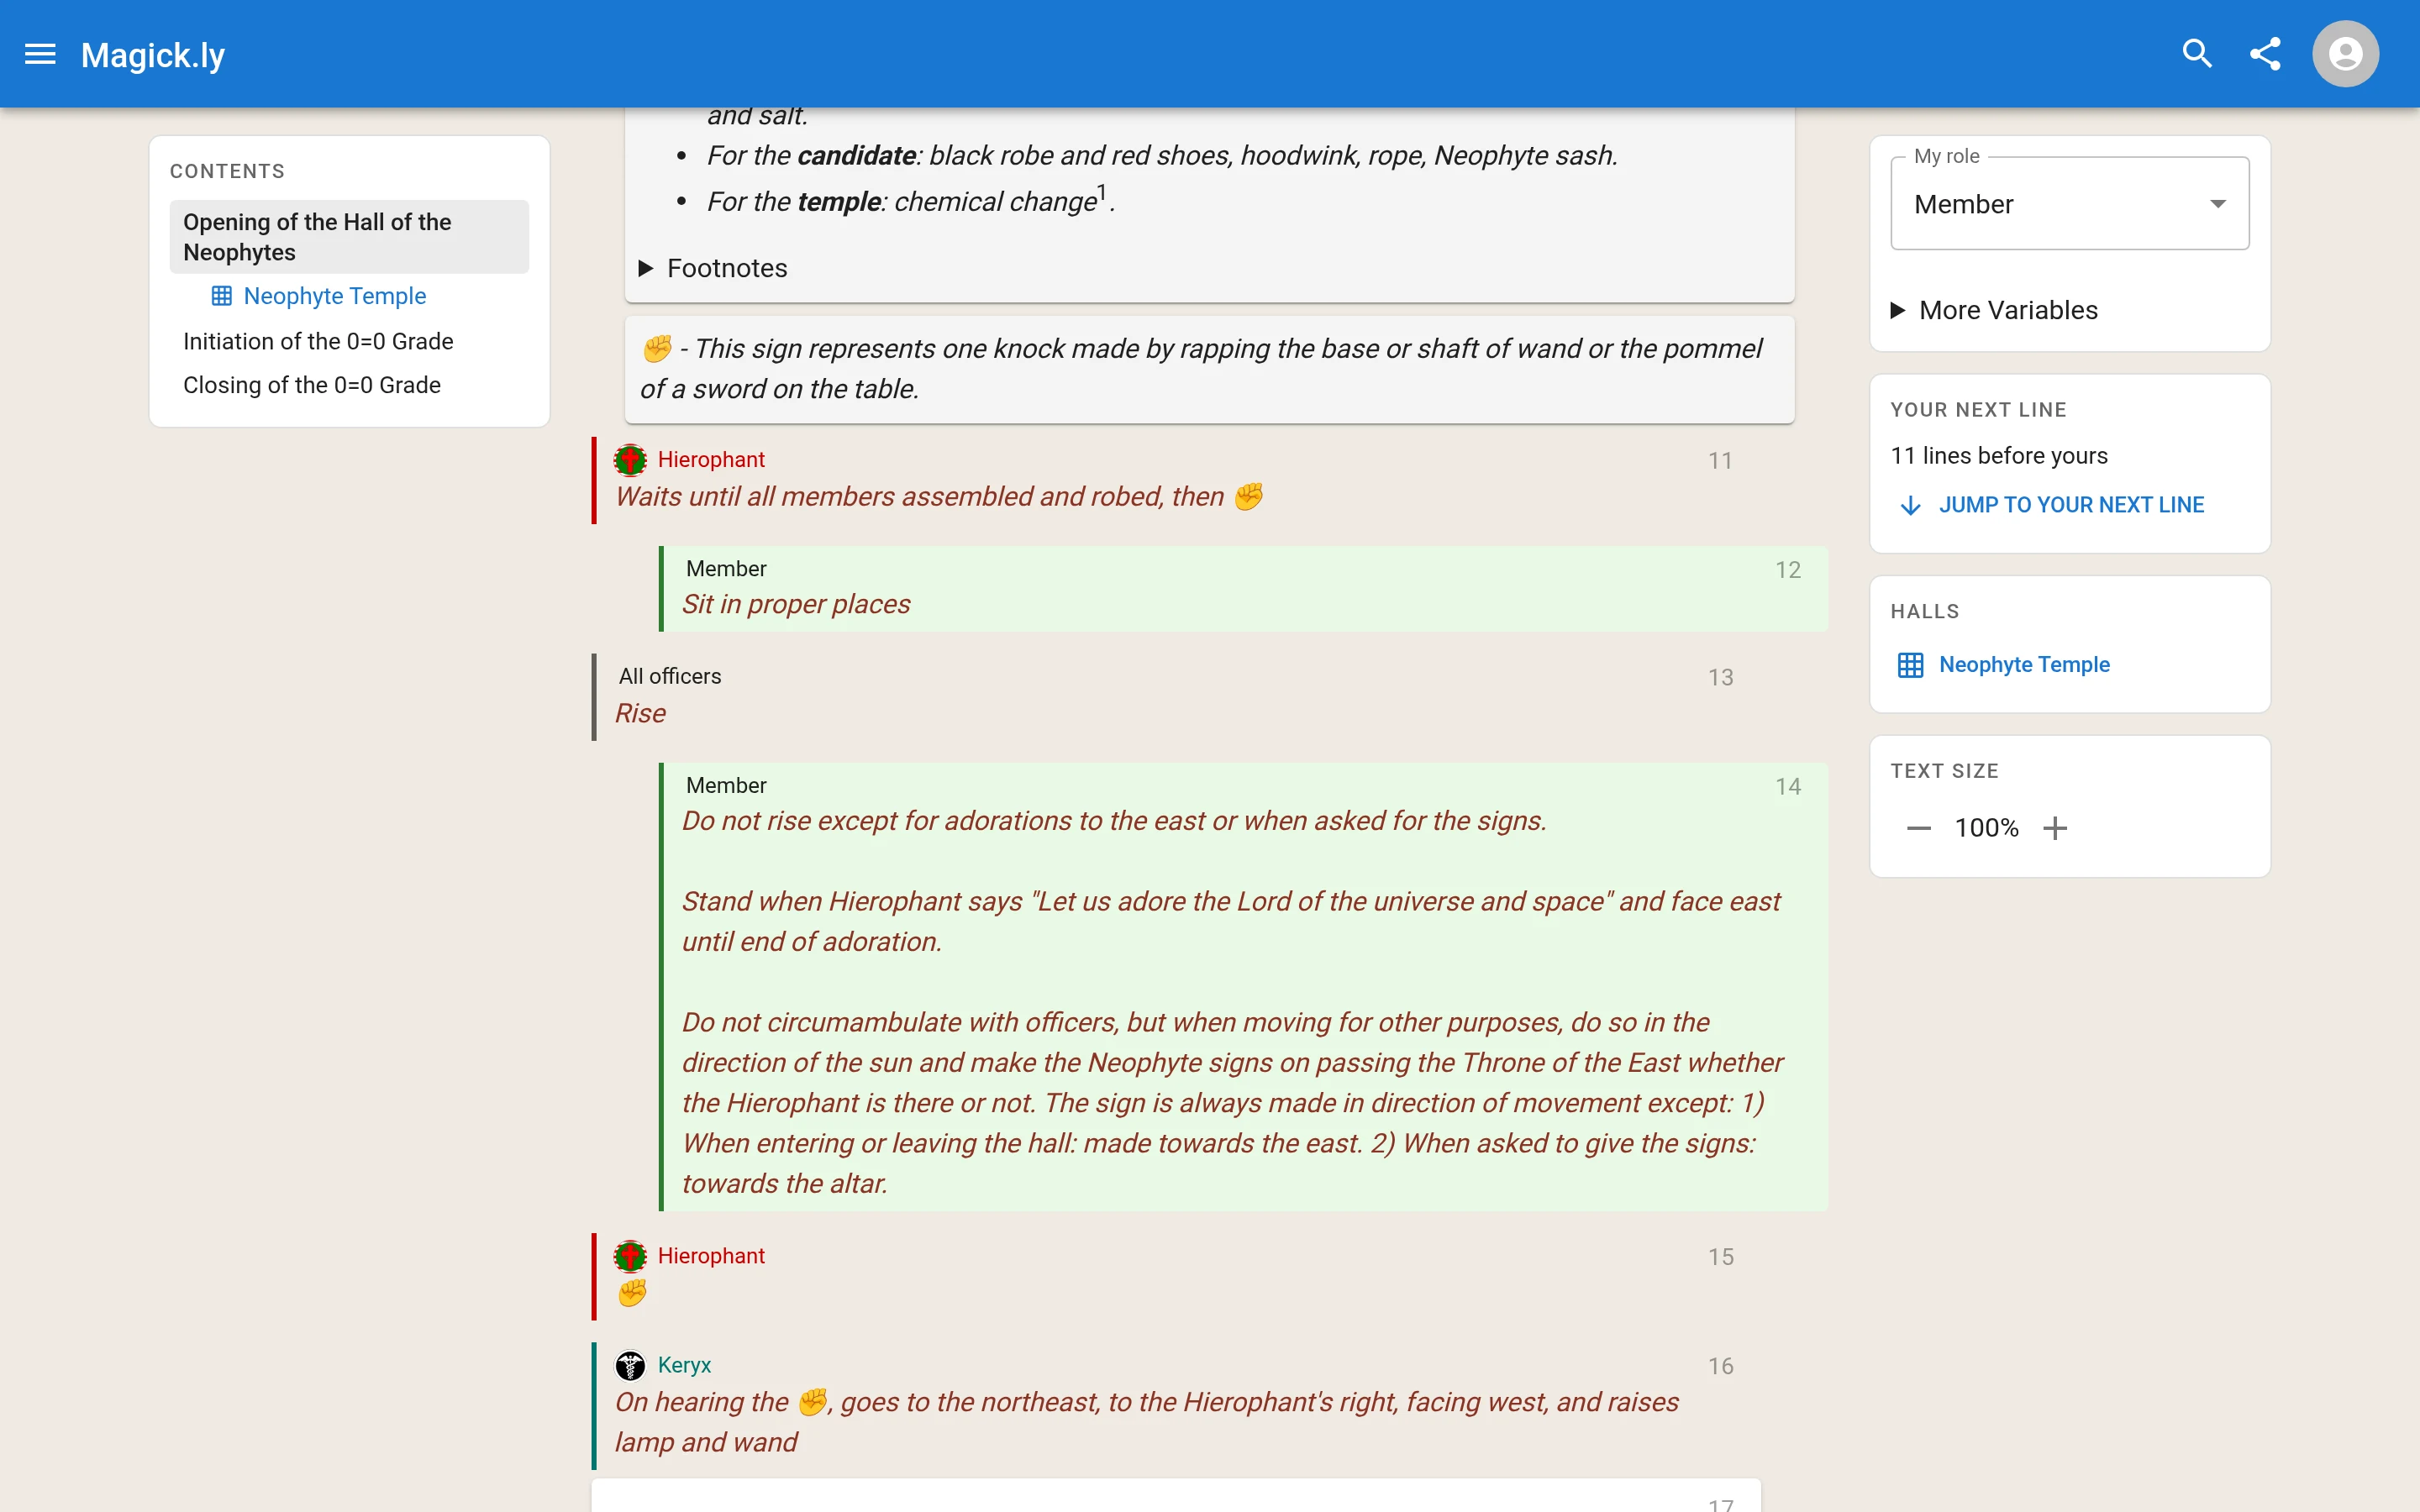 Magick.ly
CONTENTS
Opening of the Hall of the
Neophytes
Neophyte Temple
Initiation of the 0=0 Grade
Closing of the 0=0 Grade
and salt.
• For the candidate: black robe and red shoes, hoodwink, rope, Neophyte sash.
• For the temple: chemical change1.
Footnotes
✊ - This sign represents one knock made by rapping the base or shaft of wand or the pommel
of a sword on the table.
Hierophant 11
Waits until all members assembled and robed, then ✊
Member 12
Sit in proper places
All officers 13
Rise
Member 14
Do not rise except for adorations to the east or when asked for the signs.
Stand when Hierophant says "Let us adore the Lord of the universe and space" and face east
until end of adoration.
Do not circumambulate with officers, but when moving for other purposes, do so in the
direction of the sun and make the Neophyte signs on passing the Throne of the East whether
the Hierophant is there or not. The sign is always made in direction of movement except: 1)
When entering or leaving the hall: made towards the east. 2) When asked to give the signs:
towards the altar.
Hierophant 15
✊
Keryx 16
On hearing the ✊, goes to the northeast, to the Hierophant's right, facing west, and raises
lamp and wand
17
My role
Member
More Variables
YOUR NEXT LINE
11 lines before yours
JUMP TO YOUR NEXT LINE
HALLS
Neophyte Temple
TEXT SIZE
100%